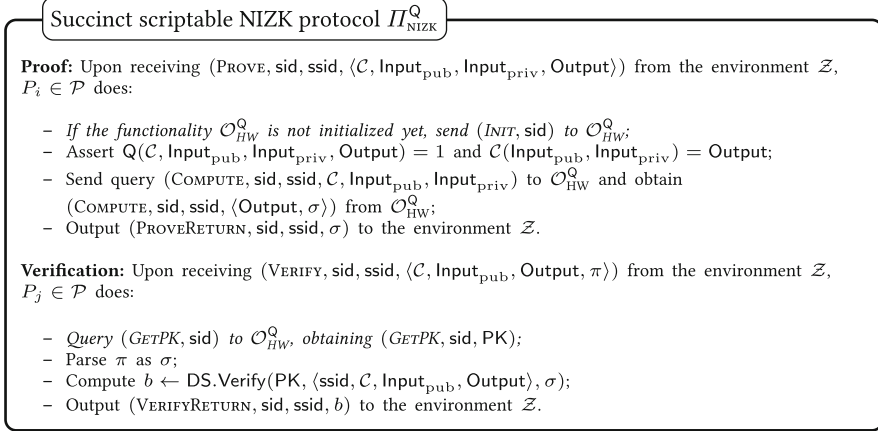 Succinct scriptable NIZK protocol Π^Q_NIZK
Proof: Upon receiving (Prove, sid, ssid, ⟨𝒞, Input_pub, Input_priv, Output⟩) from the environment 𝒵,
P_i ∈ 𝒫 does:
– If the functionality 𝒪^Q_HW is not initialized yet, send (Init, sid) to 𝒪^Q_HW;
– Assert Q(𝒞, Input_pub, Input_priv, Output) = 1 and 𝒞(Input_pub, Input_priv) = Output;
– Send query (Compute, sid, ssid, 𝒞, Input_pub, Input_priv) to 𝒪^Q_HW and obtain
(Compute, sid, ssid, ⟨Output, σ⟩) from 𝒪^Q_HW;
– Output (ProveReturn, sid, ssid, σ) to the environment 𝒵.
Verification: Upon receiving (Verify, sid, ssid, ⟨𝒞, Input_pub, Output, π⟩) from the environment 𝒵,
P_j ∈ 𝒫 does:
– Query (GetPK, sid) to 𝒪^Q_HW, obtaining (GetPK, sid, PK);
– Parse π as σ;
– Compute b ← DS.Verify(PK, ⟨ssid, 𝒞, Input_pub, Output⟩, σ);
– Output (VerifyReturn, sid, ssid, b) to the environment 𝒵.